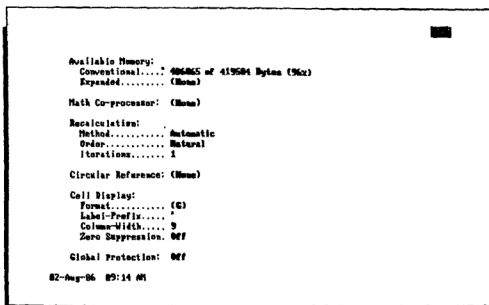 Available Memory:
Conventional..... 406065 of 419504 Bytes (96%)
Expanded......... (None)
Math Co-processor: (None)
Recalculation:
Method........... Automatic
Order............ Natural
Iterations....... 1
Circular Reference: (None)
Cell Display:
Format........... (G)
Label-Prefix..... '
Column-Width..... 9
Zero Suppression. Off
Global Protection: Off
02-Aug-86 09:14 AM